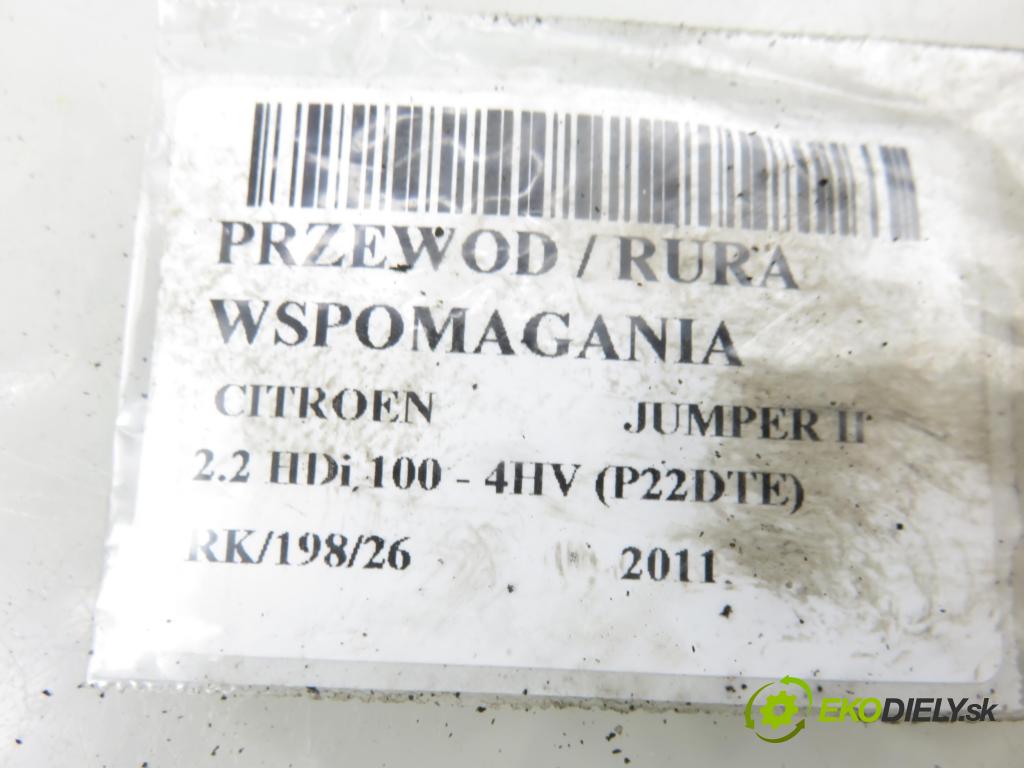 PRZEWOD / RURA
WSPOMAGANIA
CITROEN JUMPER II
2.2 HDi 100 - 4HV (P22DTE)
RK/198/26 2011
EKODIELY.sk